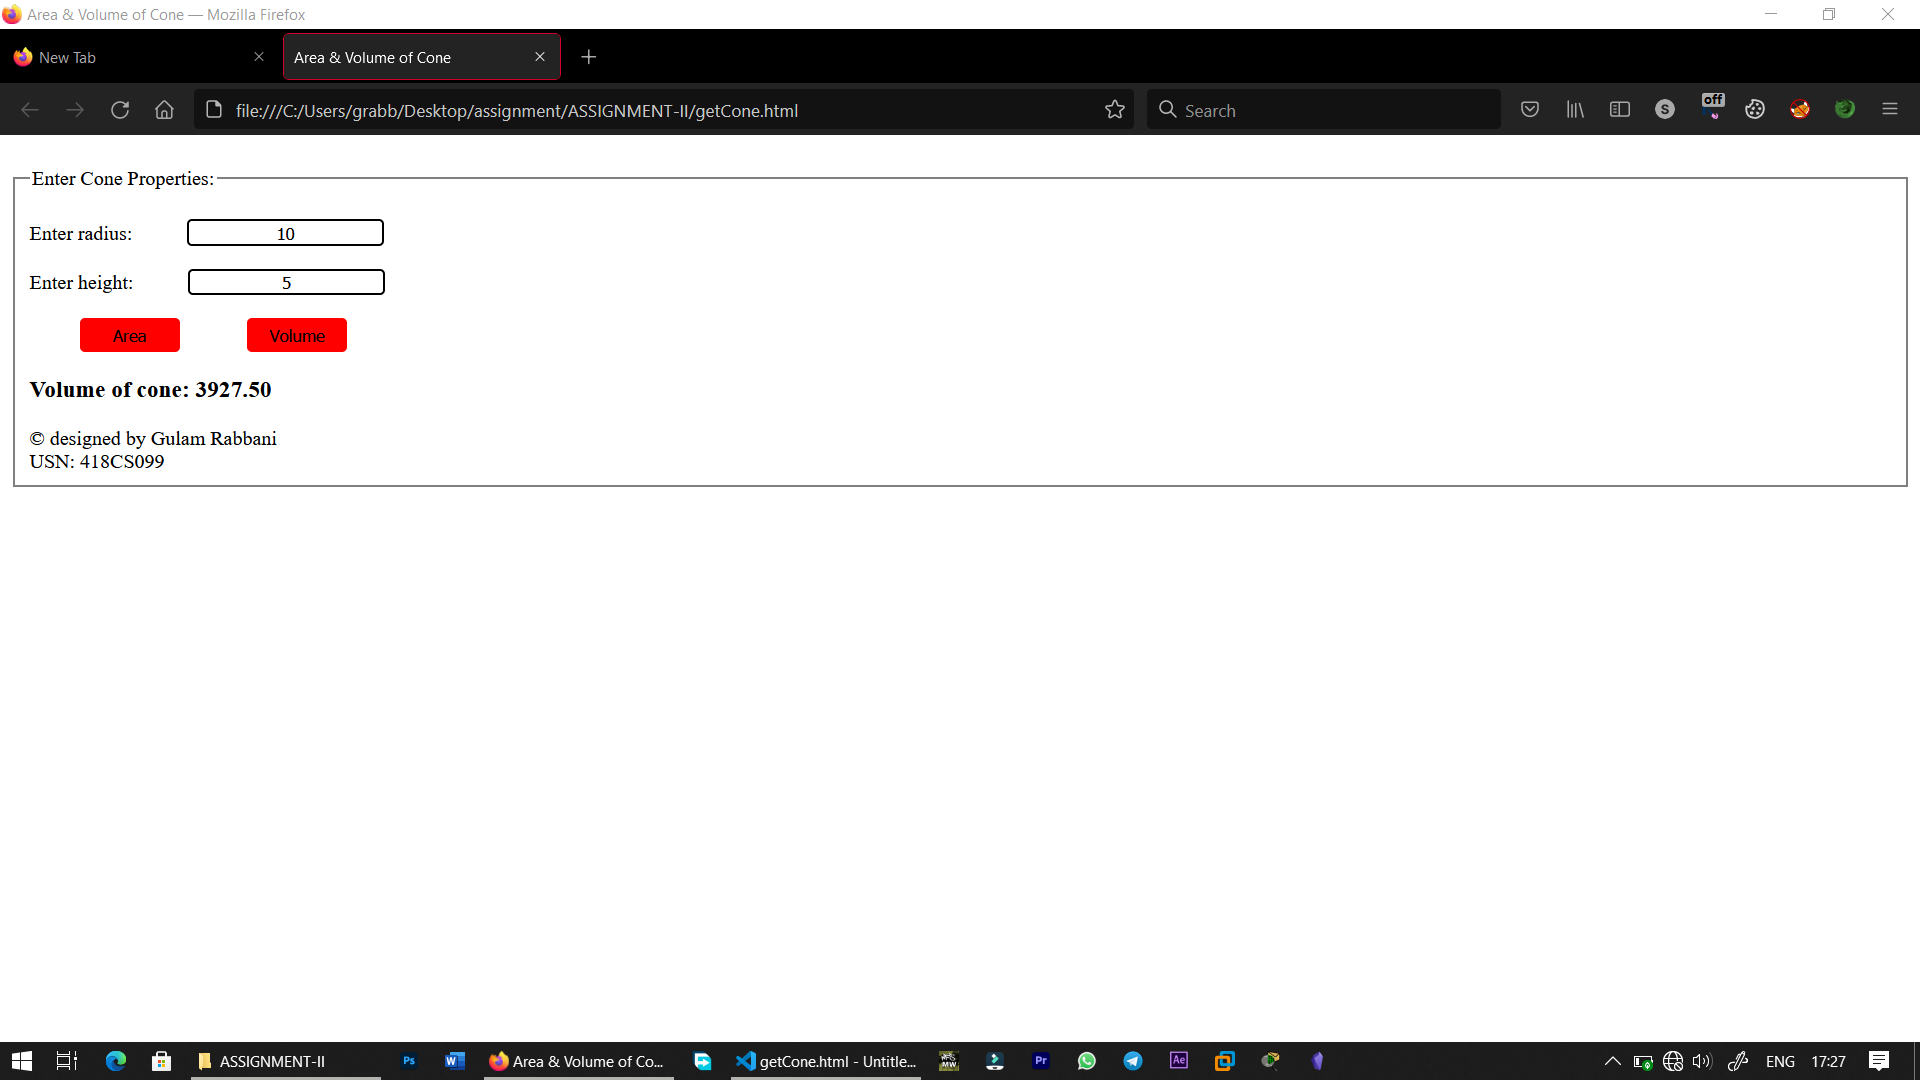 Area & Volume of Cone — Mozilla Firefox
New Tab
Area & Volume of Cone
file:///C:/Users/grabb/Desktop/assignment/ASSIGNMENT-II/getCone.html
Search
S
off
Enter Cone Properties:
Enter radius: 10
Enter height: 5
Area Volume
Volume of cone: 3927.50
© designed by Gulam Rabbani
USN: 418CS099
ASSIGNMENT-II
Ps
W
Area & Volume of Co...
getCone.html - Untitle...
MW
Pr
Ae
ENG
17:27